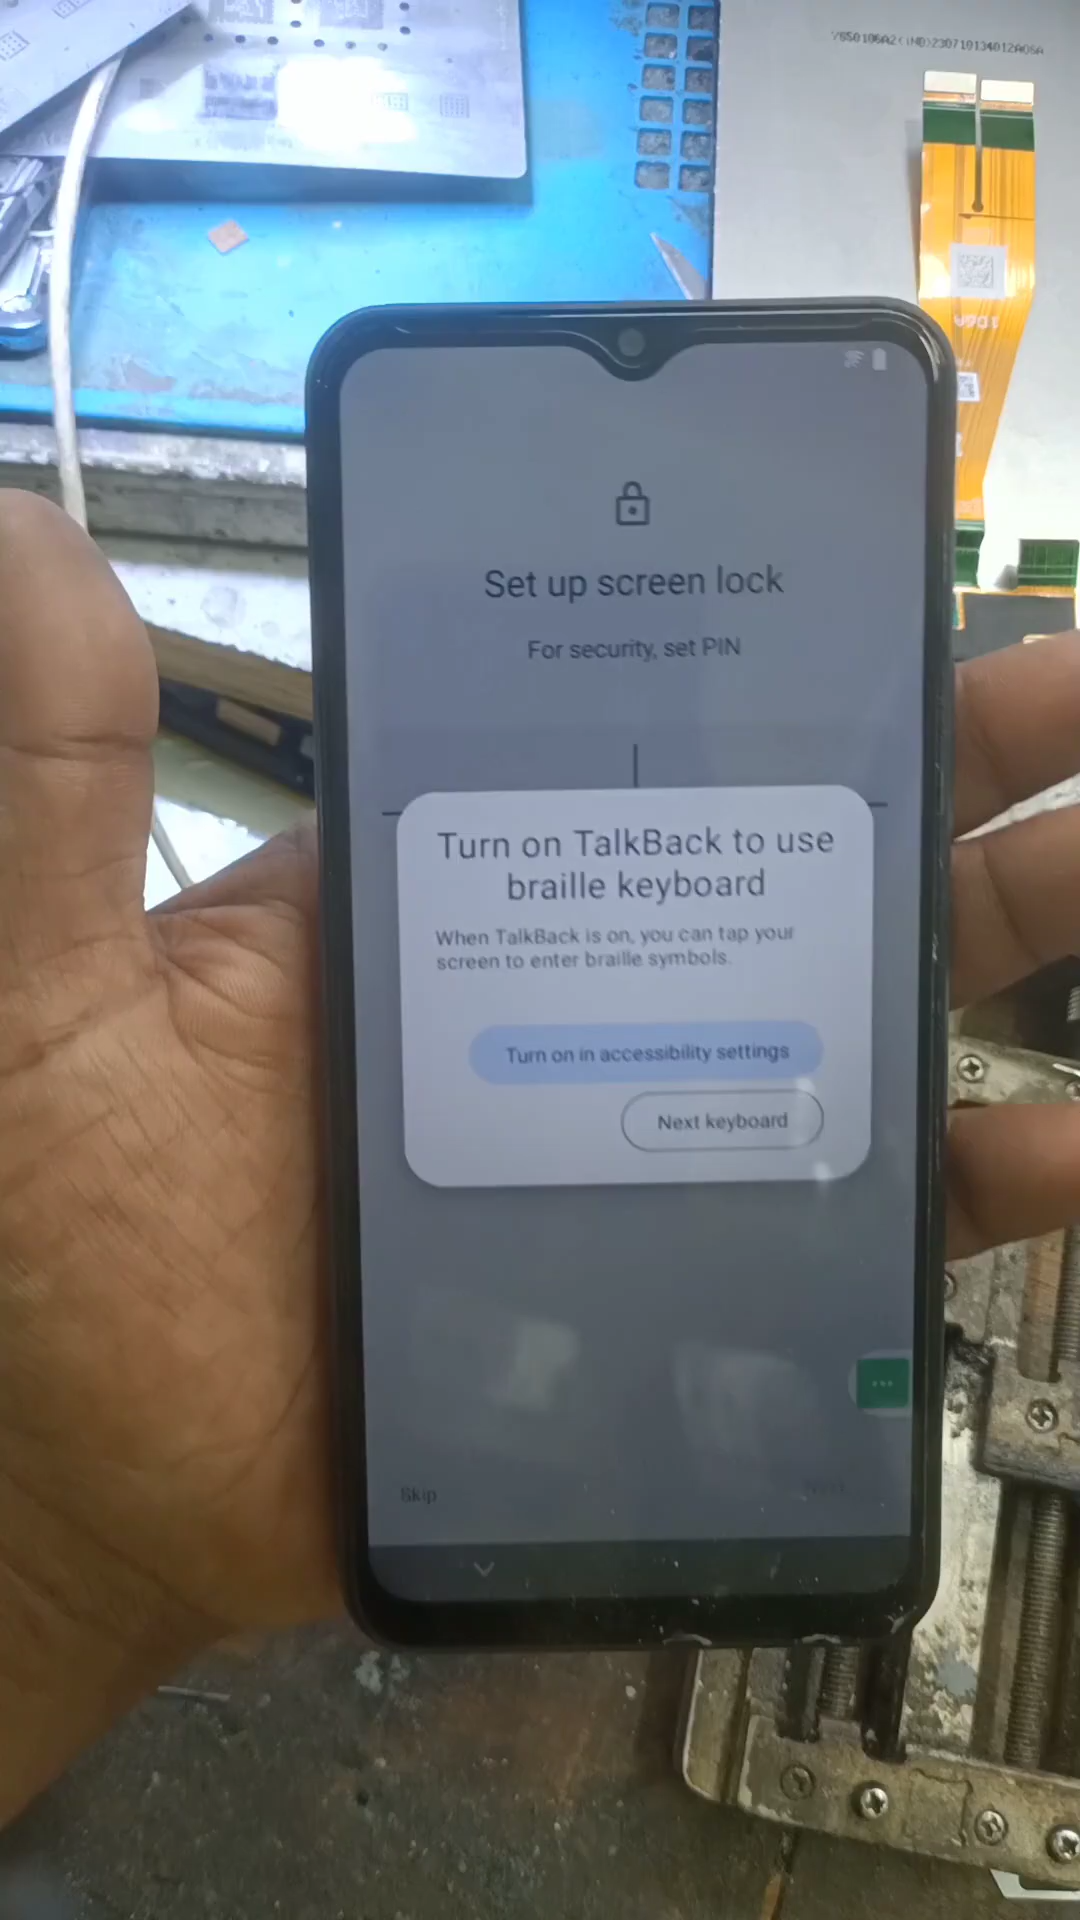 Set up screen lock
For security, set PIN
Turn on TalkBack to use
braille keyboard
When TalkBack is on, you can tap your
screen to enter braille symbols.
Turn on in accessibility settings
Next keyboard
Skip